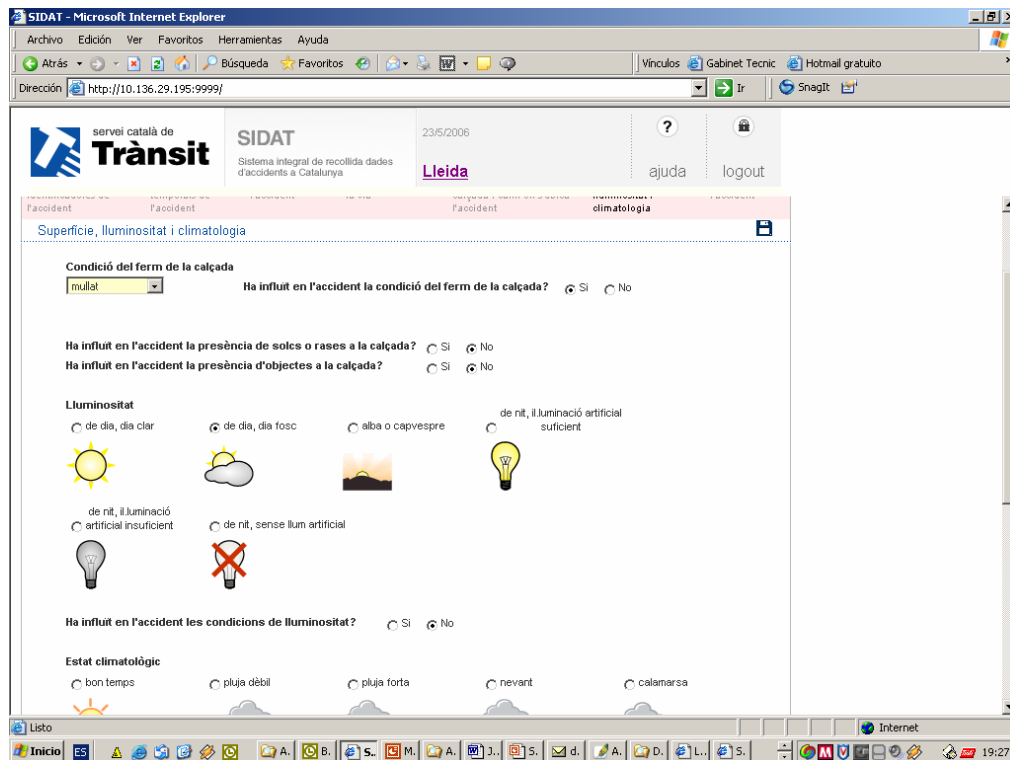 SIDAT - Microsoft Internet Explorer
Archivo Edición Ver Favoritos Herramientas Ayuda
Atrás Búsqueda Favoritos Vínculos Gabinet Tecnic Hotmail gratuito
Dirección http://10.136.29.195:9999/ Ir SnagIt
servei català de
Trànsit
SIDAT
Sistema integral de recollida dades
d'accidents a Catalunya
23/5/2006
Lleida
?
ajuda
logout
l'accident l'accident l'accident climatologia
Superfície, lluminositat i climatologia
Condició del ferm de la calçada
mullat Ha influït en l'accident la condició del ferm de la calçada? Si No
Ha influït en l'accident la presència de solcs o rases a la calçada? Si No
Ha influït en l'accident la presència d'objectes a la calçada? Si No
Lluminositat
de dia, dia clar de dia, dia fosc alba o capvespre de nit, il.luminació artificial
suficient
de nit, il.luminació
artificial insuficient de nit, sense llum artificial
Ha influït en l'accident les condicions de lluminositat? Si No
Estat climatològic
bon temps pluja dèbil pluja forta nevant calamarsa
Listo Internet
Inicio ES A. B. S.. M. A. J.. S. d. A. D. L.. S. 19:27